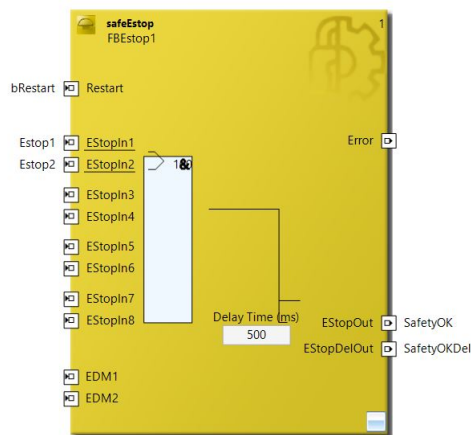 safeEstop
FBEstop1
1
bRestart Restart
Estop1 EStopIn1 Error
Estop2 EStopIn2 &
EStopIn3
EStopIn4
EStopIn5
EStopIn6
EStopIn7
Delay Time (ms)
EStopIn8 EStopOut SafetyOK
500
EStopDelOut SafetyOKDel
EDM1
EDM2